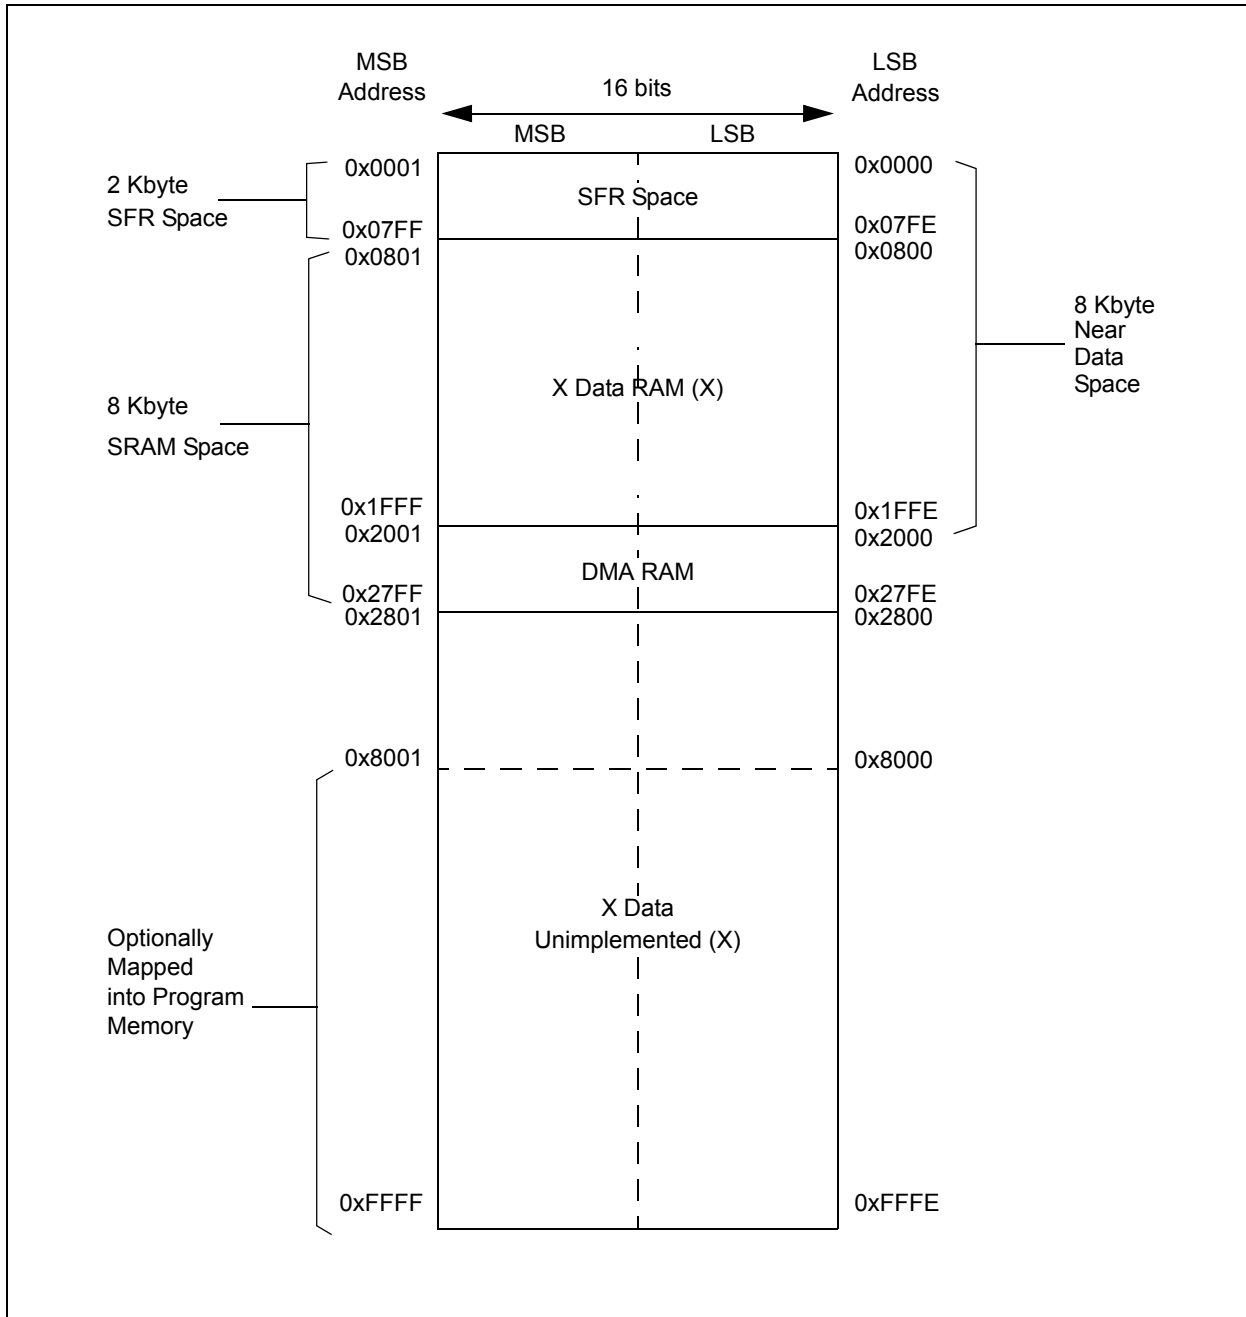 MSB
Address
LSB
Address
16 bits
MSB
LSB
0x0001
0x0000
2 Kbyte
SFR Space
SFR Space
0x07FF
0x07FE
0x0801
0x0800
8 Kbyte
Near
Data
Space
X Data RAM (X)
8 Kbyte
SRAM Space
0x1FFF
0x1FFE
0x2001
0x2000
DMA RAM
0x27FF
0x27FE
0x2801
0x2800
0x8001
0x8000
X Data
Unimplemented (X)
Optionally
Mapped
into Program
Memory
0xFFFF
0xFFFE